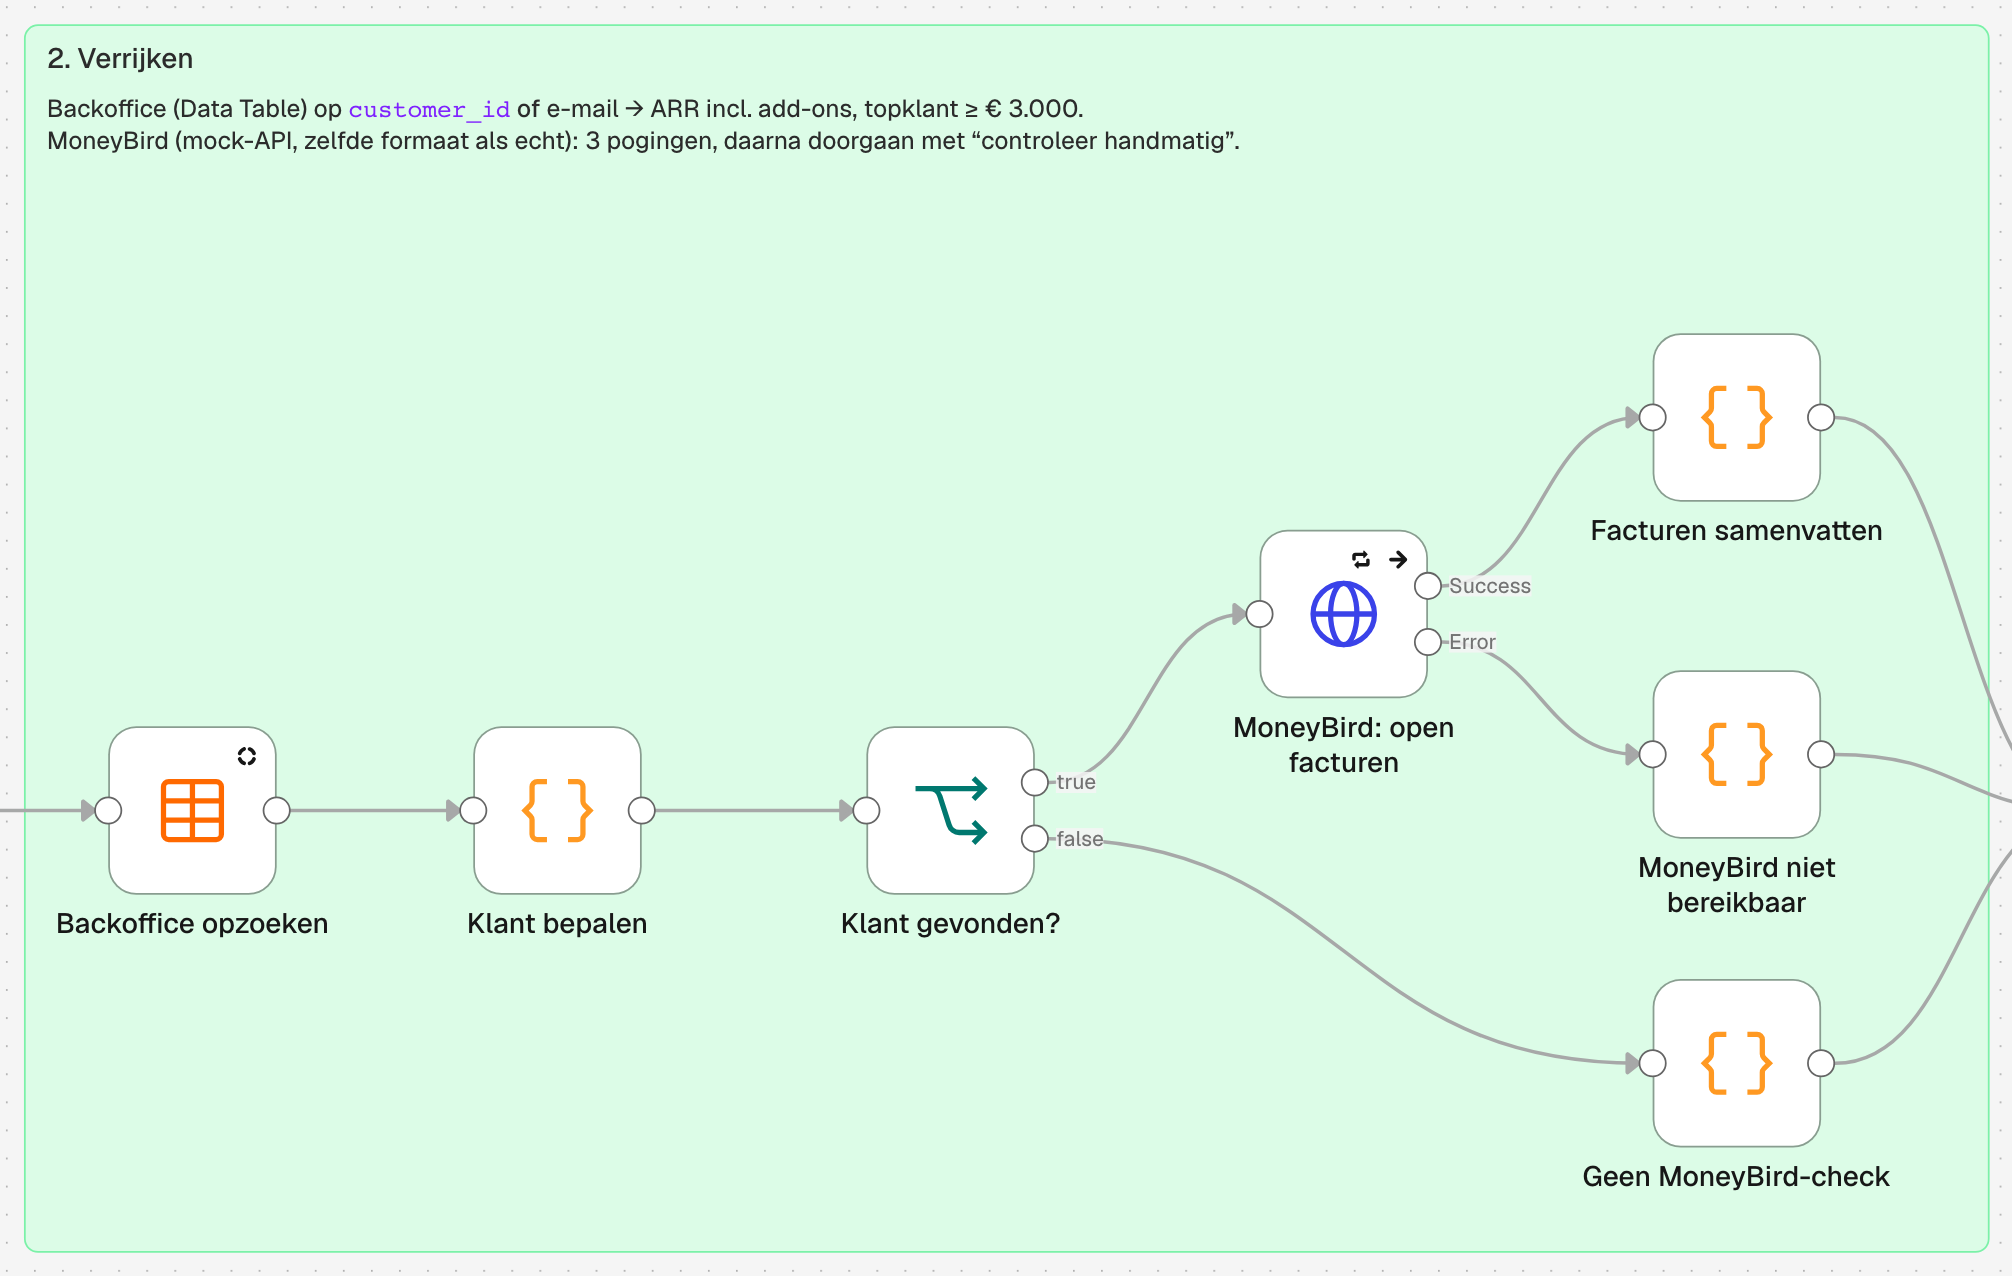 2. Verrijken
Backoffice (Data Table) op customer_id of e-mail → ARR incl. add-ons, topklant ≥ € 3.000.
MoneyBird (mock-API, zelfde formaat als echt): 3 pogingen, daarna doorgaan met “controleer handmatig”.
Facturen samenvatten
Success
Error
MoneyBird: open
facturen
true
false
MoneyBird niet
bereikbaar
Backoffice opzoeken
Klant bepalen
Klant gevonden?
Geen MoneyBird-check